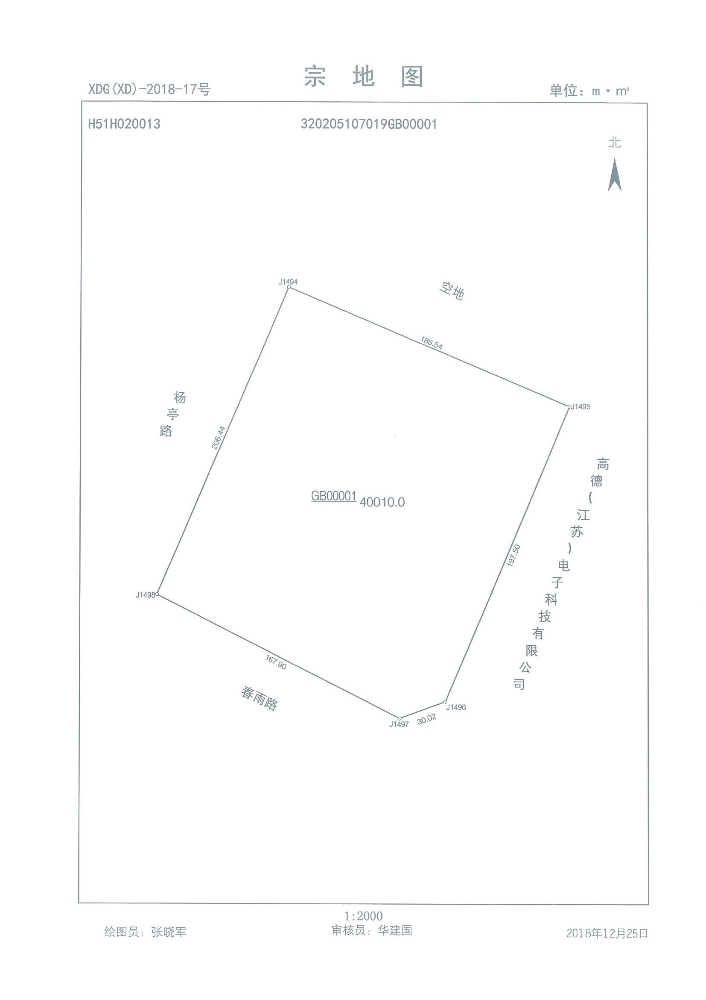 宗地图
XDG(XD)-2018-17号
单位：m·㎡
H51H020013
320205107019GB00001
北
J1494
空地
188.54
J1495
杨亭路
206.44
高德(江苏)电子科技有限公司
GB00001
40010.0
197.50
J1498
167.90
春雨路
J1496
30.02
J1497
1:2000
绘图员：张晓军
审核员：华建国
2018年12月25日